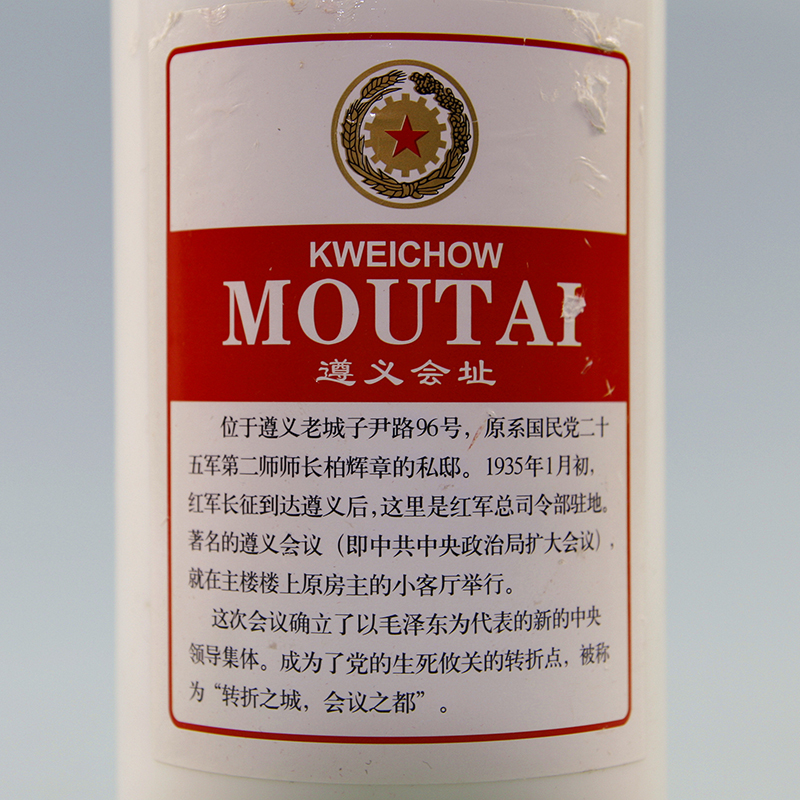 KWEICHOW
MOUTAI
遵义会址
位于遵义老城子尹路96号，原系国民党二十
五军第二师师长柏辉章的私邸。1935年1月初，
红军长征到达遵义后，这里是红军总司令部驻地。
著名的遵义会议（即中共中央政治局扩大会议），
就在主楼楼上原房主的小客厅举行。
这次会议确立了以毛泽东为代表的新的中央
领导集体。成为了党的生死攸关的转折点，被称
为“转折之城，会议之都”。